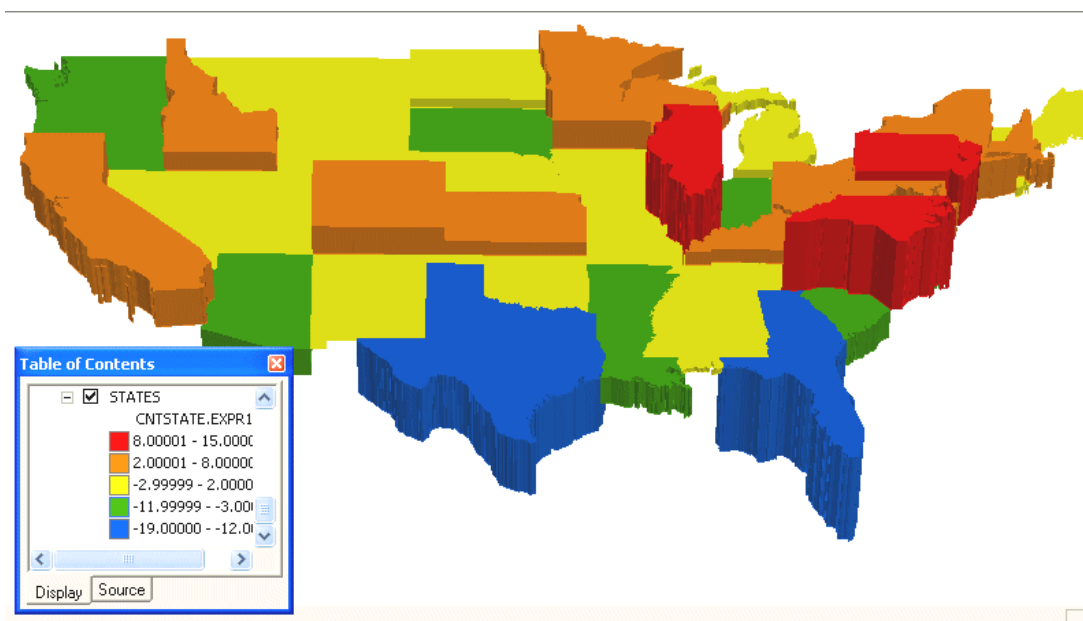 Table of Contents
STATES
CNTSTATE.EXPR1
8.00001 - 15.0000
2.00001 - 8.00000
-2.99999 - 2.0000
-11.99999 - -3.00
-19.00000 - -12.0
Display
Source